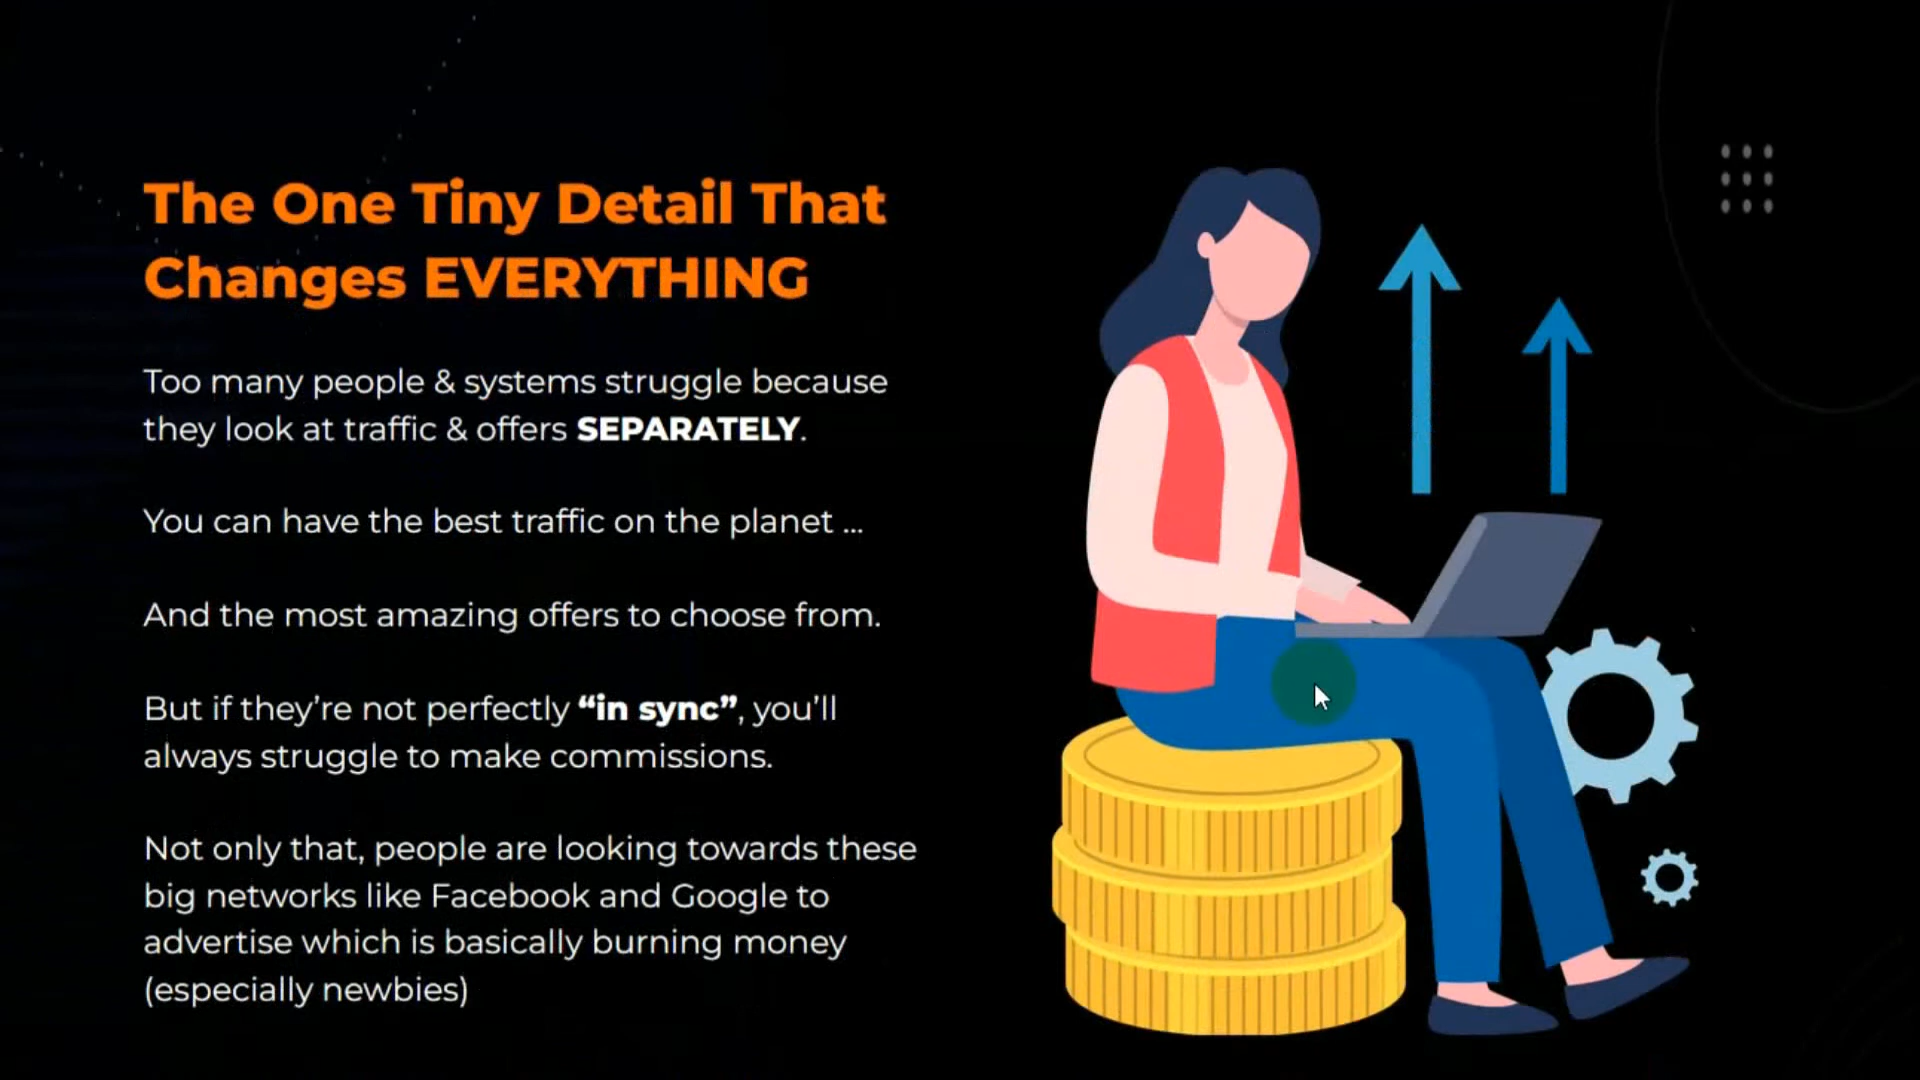 The One Tiny Detail That
Changes EVERYTHING
Too many people & systems struggle because
they look at traffic & offers SEPARATELY.
You can have the best traffic on the planet ...
And the most amazing offers to choose from.
But if they’re not perfectly “in sync”, you’ll
always struggle to make commissions.
Not only that, people are looking towards these
big networks like Facebook and Google to
advertise which is basically burning money
(especially newbies)